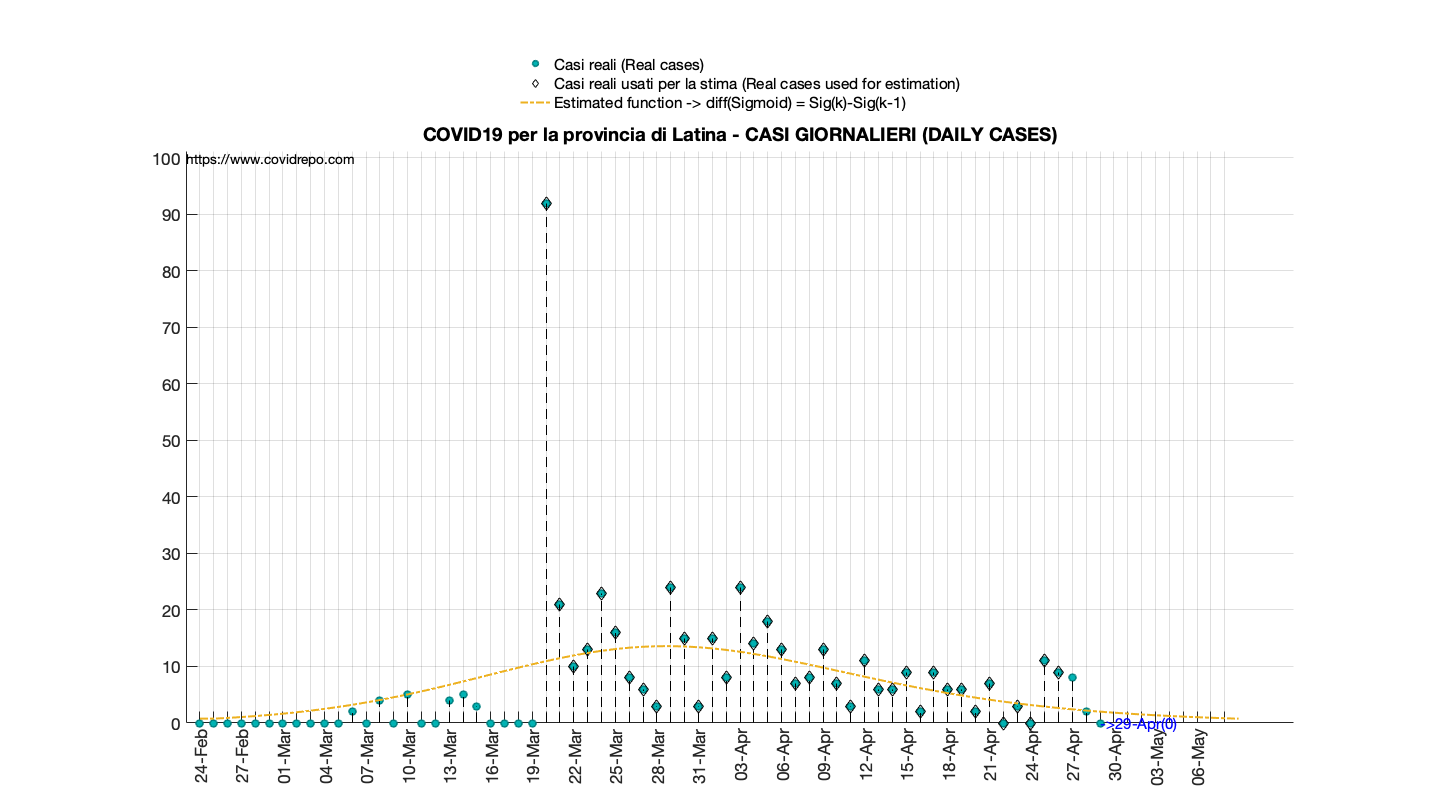 Casi reali (Real cases)
Casi reali usati per la stima (Real cases used for estimation)
Estimated function -> diff(Sigmoid) = Sig(k)-Sig(k-1)
COVID19 per la provincia di Latina - CASI GIORNALIERI (DAILY CASES)
https://www.covidrepo.com
100
90
80
70
60
50
40
30
20
10
0
->29-Apr(0)
24-Feb
27-Feb
01-Mar
04-Mar
07-Mar
10-Mar
13-Mar
16-Mar
19-Mar
22-Mar
25-Mar
28-Mar
31-Mar
03-Apr
06-Apr
09-Apr
12-Apr
15-Apr
18-Apr
21-Apr
24-Apr
27-Apr
30-Apr
03-May
06-May